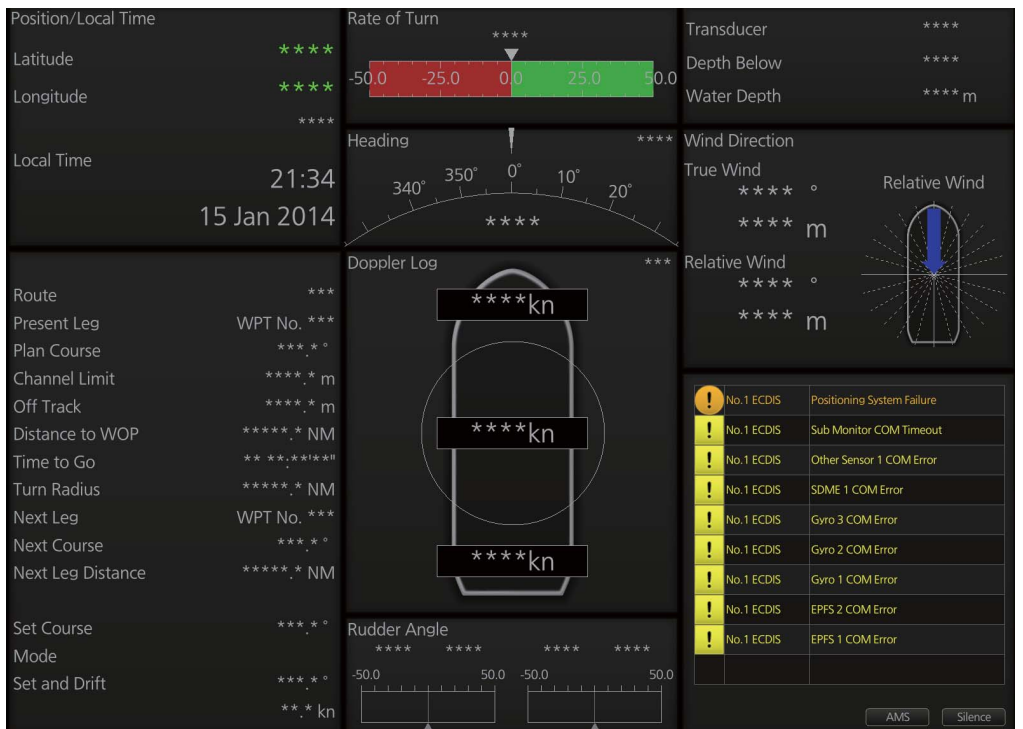 Position/Local Time
Latitude ****
Longitude ****
****
Local Time
21:34
15 Jan 2014
Route ***
Present Leg WPT No. ***
Plan Course ***.* °
Channel Limit ****.* m
Off Track ****.* m
Distance to WOP *****.* NM
Time to Go ** **:**'**"
Turn Radius *****.* NM
Next Leg WPT No. ***
Next Course ***.* °
Next Leg Distance *****.* NM
Set Course ***.* °
Mode
Set and Drift ***.* °
**.* kn
Rate of Turn
****
-50.0 -25.0 0.0 25.0 50.0
Heading ****
340° 350° 0° 10° 20°
****
Doppler Log ***
****kn
****kn
****kn
Rudder Angle
**** **** **** ****
-50.0 50.0 -50.0 50.0
Transducer ****
Depth Below ****
Water Depth **** m
Wind Direction
True Wind
**** °
**** m
Relative Wind
**** °
**** m
Relative Wind
! No.1 ECDIS Positioning System Failure
! No.1 ECDIS Sub Monitor COM Timeout
! No.1 ECDIS Other Sensor 1 COM Error
! No.1 ECDIS SDME 1 COM Error
! No.1 ECDIS Gyro 3 COM Error
! No.1 ECDIS Gyro 2 COM Error
! No.1 ECDIS Gyro 1 COM Error
! No.1 ECDIS EPFS 2 COM Error
! No.1 ECDIS EPFS 1 COM Error
AMS Silence